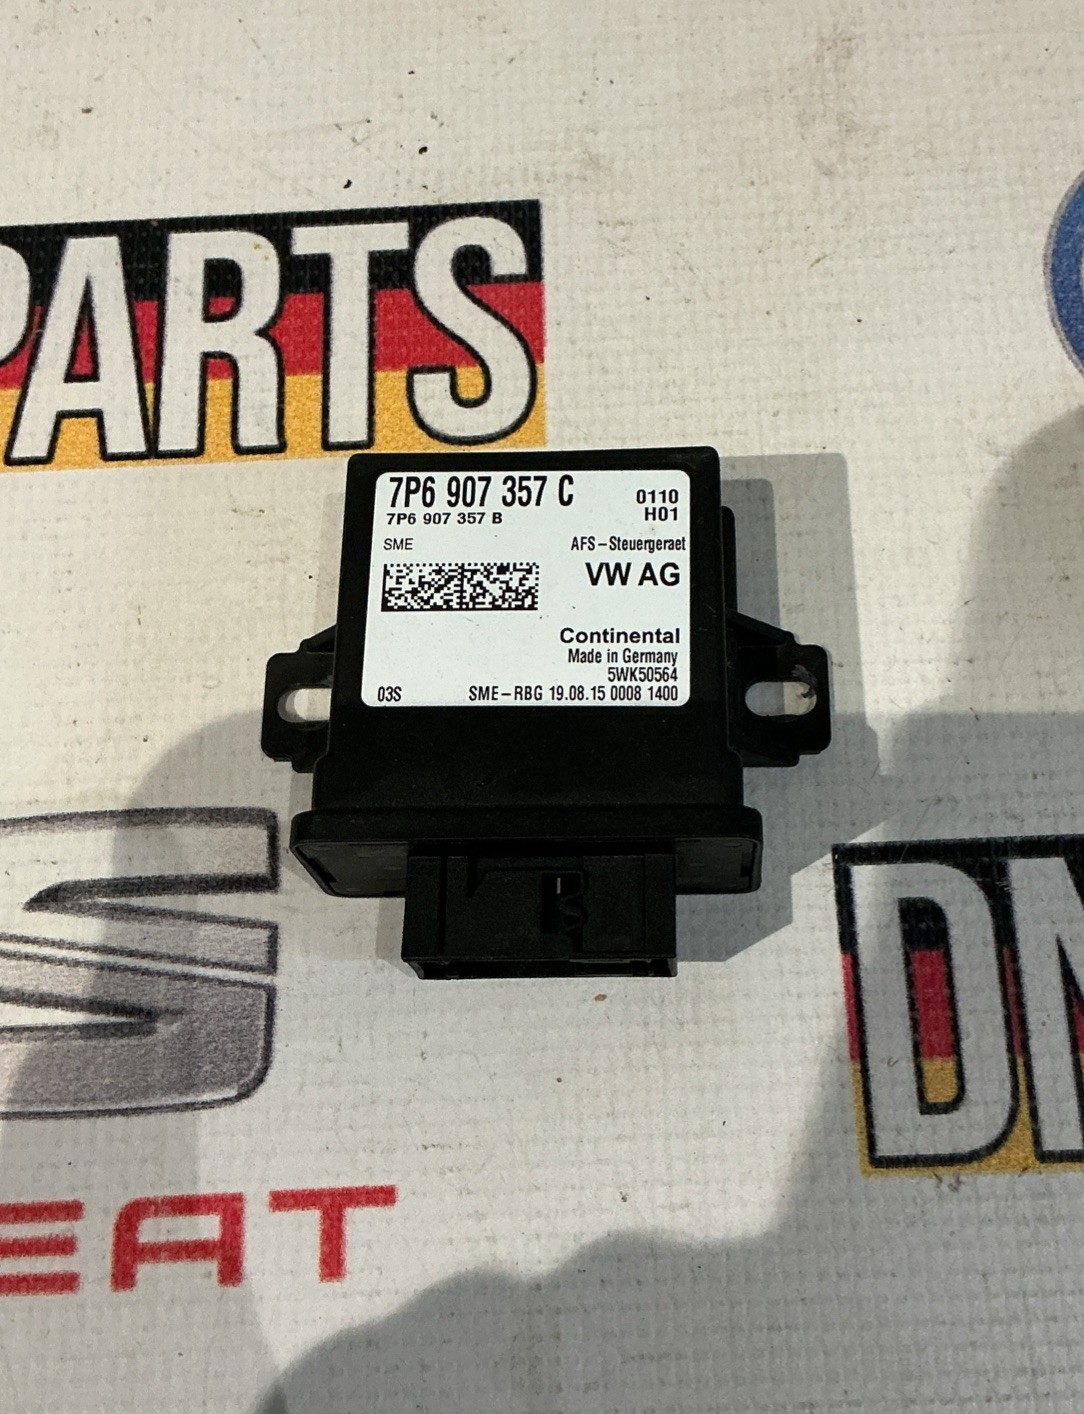 PARTS
7P6 907 357 C
7P6 907 357 B
0110
H01
SME
AFS-Steuergeraet
VW AG
Continental
Made in Germany
5WK50564
03S
SME-RBG 19.08.15 0008 1400
DM
EAT